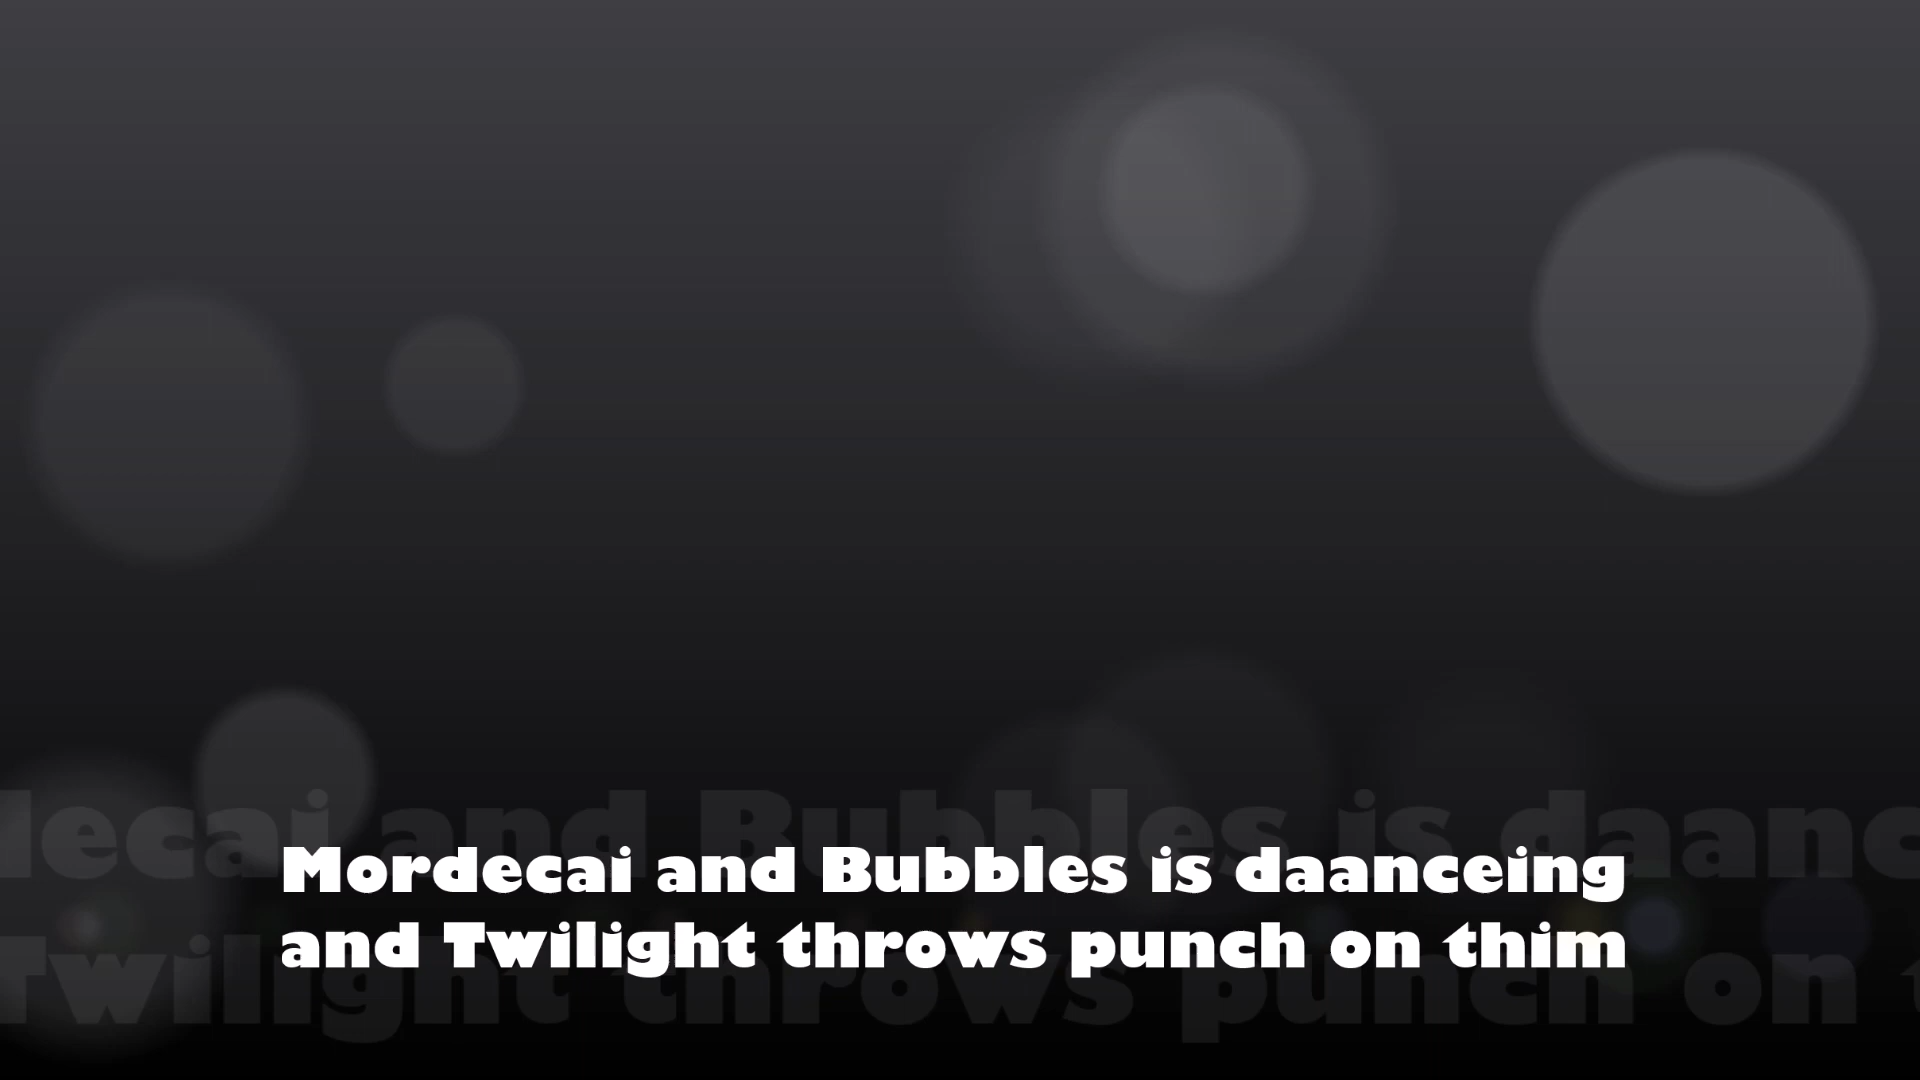 Mordecai and Bubbles is daanceing
and Twilight throws punch on thim